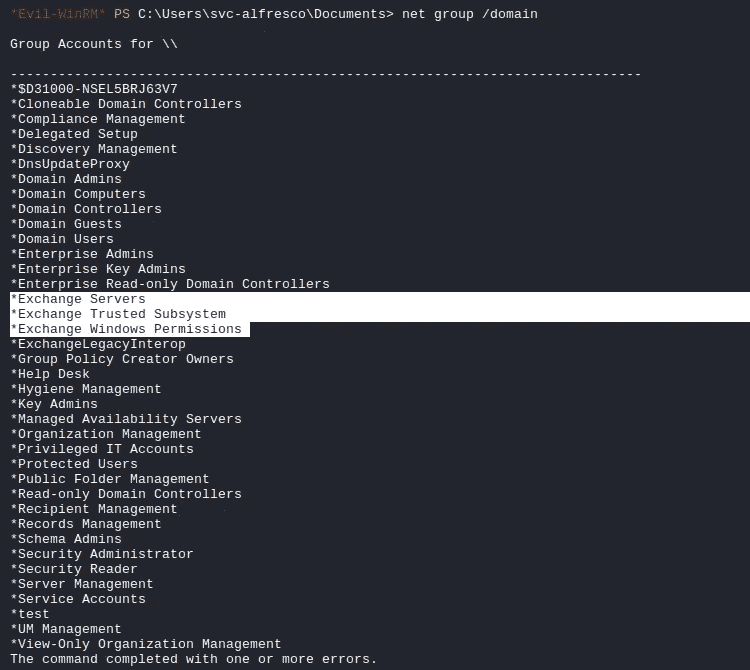 *Evil-WinRM* PS C:\Users\svc-alfresco\Documents> net group /domain
Group Accounts for \\
-------------------------------------------------------------------------------
*$D31000-NSEL5BRJ63V7
*Cloneable Domain Controllers
*Compliance Management
*Delegated Setup
*Discovery Management
*DnsUpdateProxy
*Domain Admins
*Domain Computers
*Domain Controllers
*Domain Guests
*Domain Users
*Enterprise Admins
*Enterprise Key Admins
*Enterprise Read-only Domain Controllers
*Exchange Servers
*Exchange Trusted Subsystem
*Exchange Windows Permissions
*ExchangeLegacyInterop
*Group Policy Creator Owners
*Help Desk
*Hygiene Management
*Key Admins
*Managed Availability Servers
*Organization Management
*Privileged IT Accounts
*Protected Users
*Public Folder Management
*Read-only Domain Controllers
*Recipient Management
*Records Management
*Schema Admins
*Security Administrator
*Security Reader
*Server Management
*Service Accounts
*test
*UM Management
*View-Only Organization Management
The command completed with one or more errors.